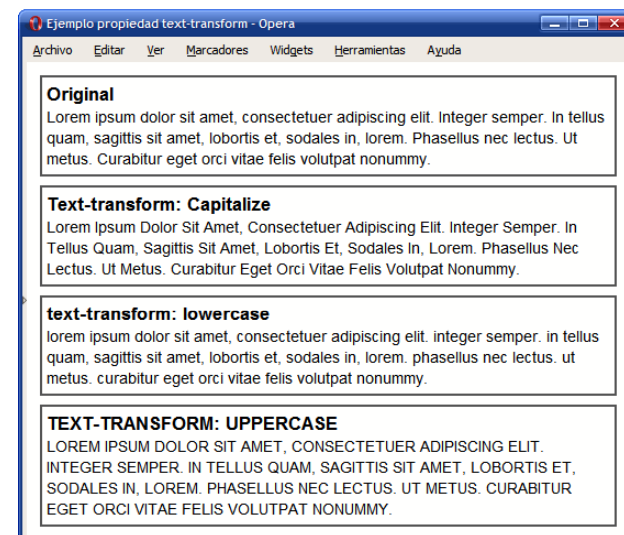 Ejemplo propiedad text-transform - Opera
Archivo Editar Ver Marcadores Widgets Herramientas Ayuda
Original
Lorem ipsum dolor sit amet, consectetuer adipiscing elit. Integer semper. In tellus
quam, sagittis sit amet, lobortis et, sodales in, lorem. Phasellus nec lectus. Ut
metus. Curabitur eget orci vitae felis volutpat nonummy.
Text-transform: Capitalize
Lorem Ipsum Dolor Sit Amet, Consectetuer Adipiscing Elit. Integer Semper. In
Tellus Quam, Sagittis Sit Amet, Lobortis Et, Sodales In, Lorem. Phasellus Nec
Lectus. Ut Metus. Curabitur Eget Orci Vitae Felis Volutpat Nonummy.
text-transform: lowercase
lorem ipsum dolor sit amet, consectetuer adipiscing elit. integer semper. in tellus
quam, sagittis sit amet, lobortis et, sodales in, lorem. phasellus nec lectus. ut
metus. curabitur eget orci vitae felis volutpat nonummy.
TEXT-TRANSFORM: UPPERCASE
LOREM IPSUM DOLOR SIT AMET, CONSECTETUER ADIPISCING ELIT.
INTEGER SEMPER. IN TELLUS QUAM, SAGITTIS SIT AMET, LOBORTIS ET,
SODALES IN, LOREM. PHASELLUS NEC LECTUS. UT METUS. CURABITUR
EGET ORCI VITAE FELIS VOLUTPAT NONUMMY.